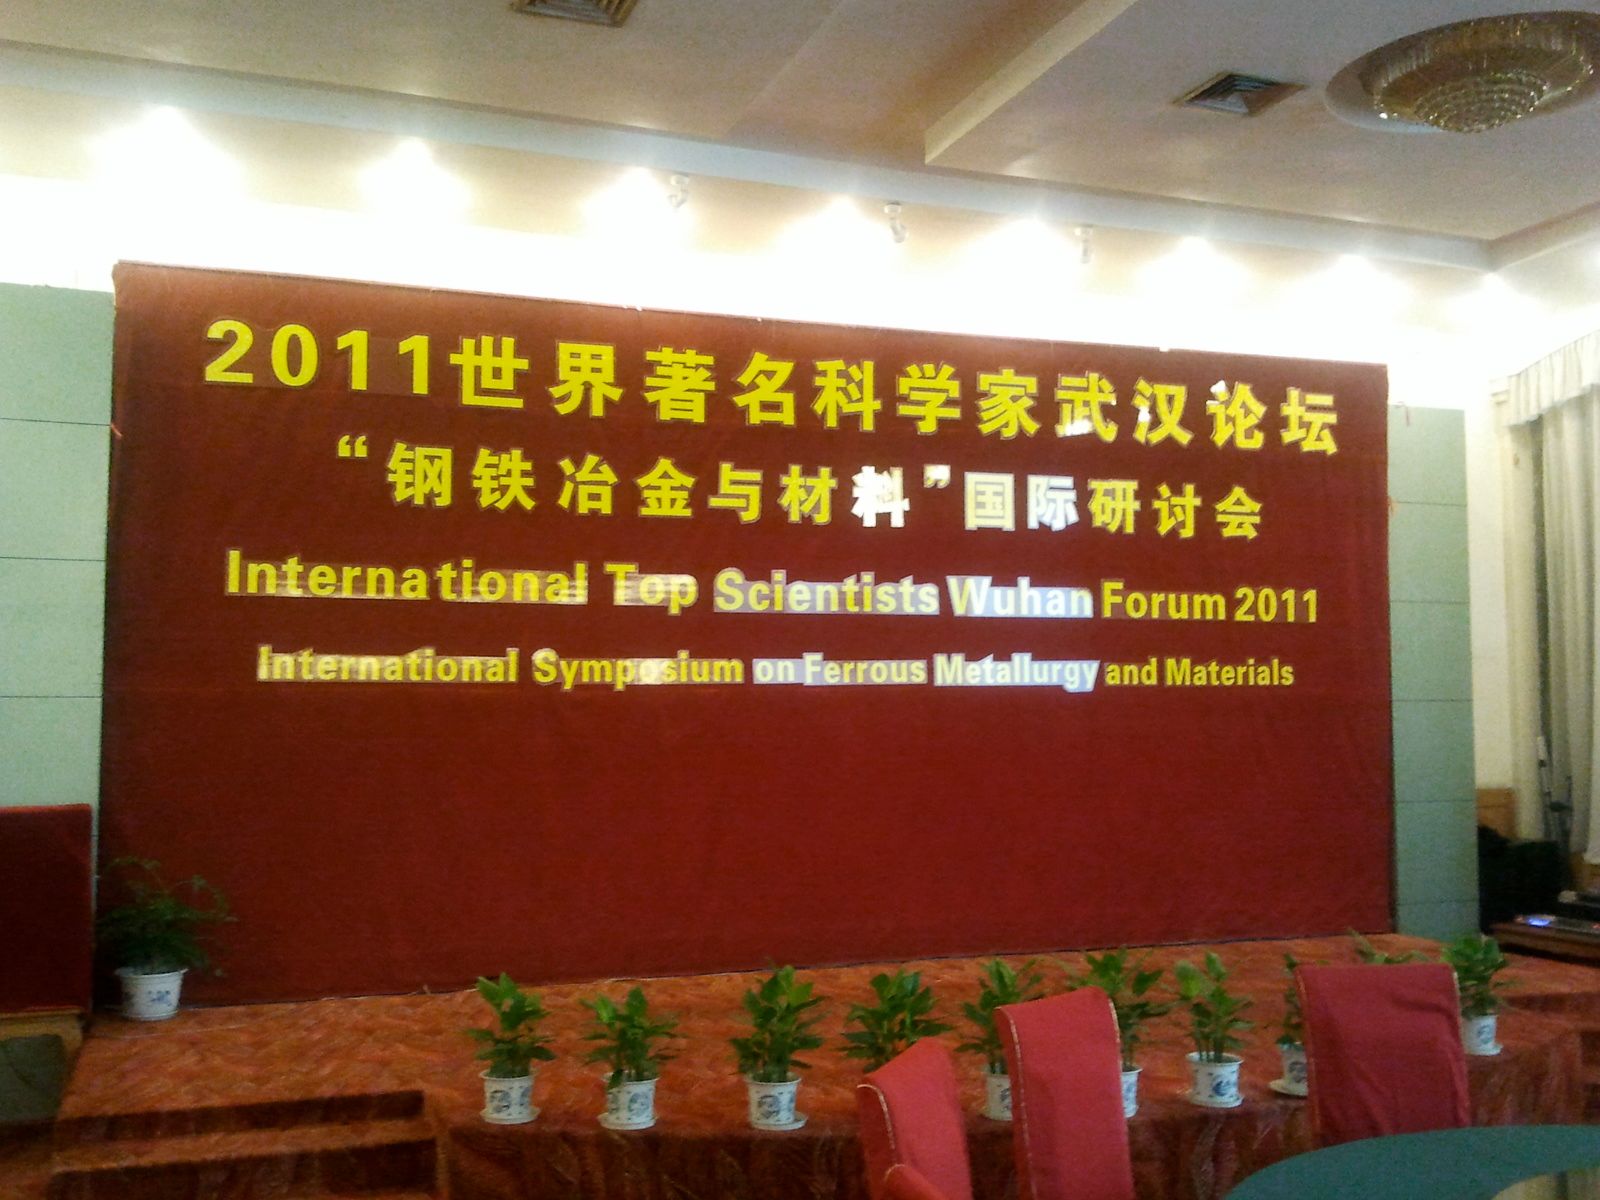 2011世界著名科学家武汉论坛
“钢铁冶金与材料”国际研讨会
International Top Scientists Wuhan Forum 2011
International Symposium on Ferrous Metallurgy and Materials